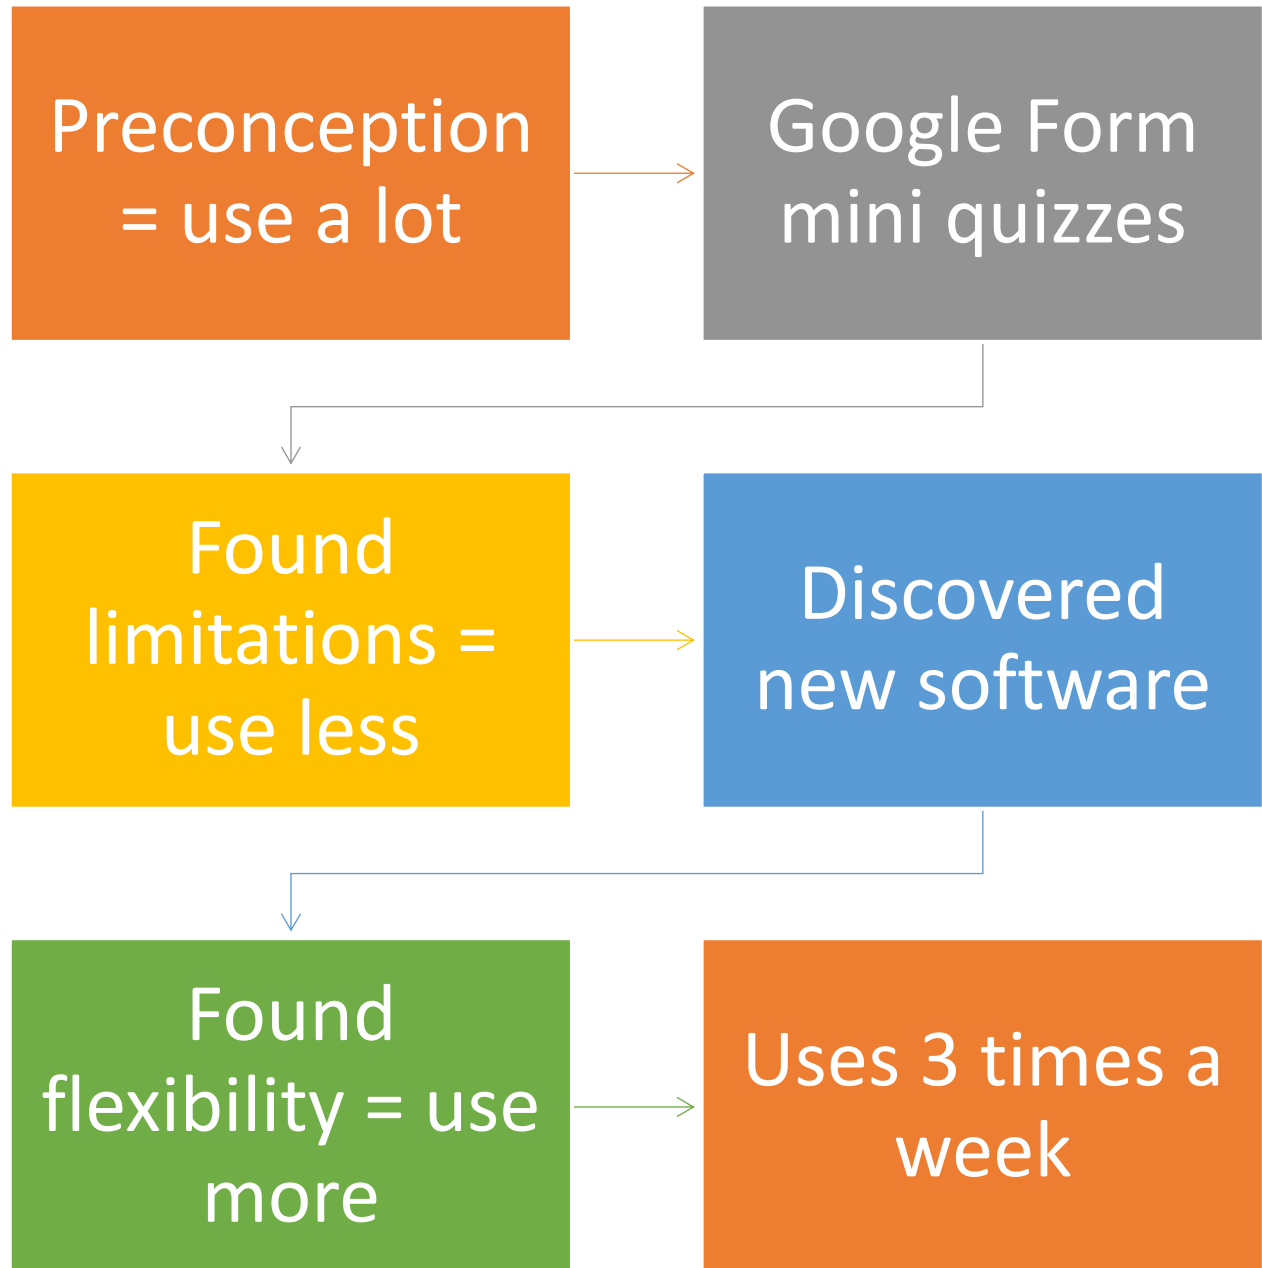 Preconception
= use a lot
Google Form
mini quizzes
Found
limitations =
use less
Discovered
new software
Found
flexibility = use
more
Uses 3 times a
week